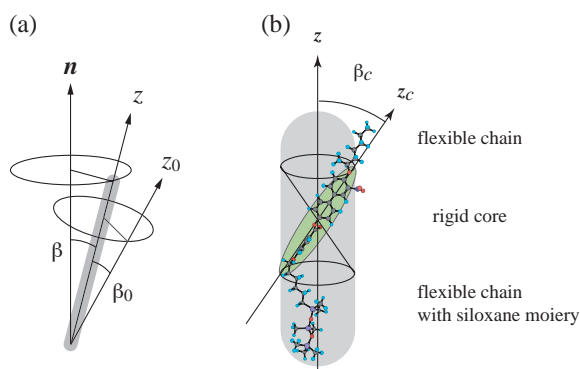 (a)
n
z
z0
β
β0
(b)
z
βc
zc
flexible chain
rigid core
flexible chain
with siloxane moiery